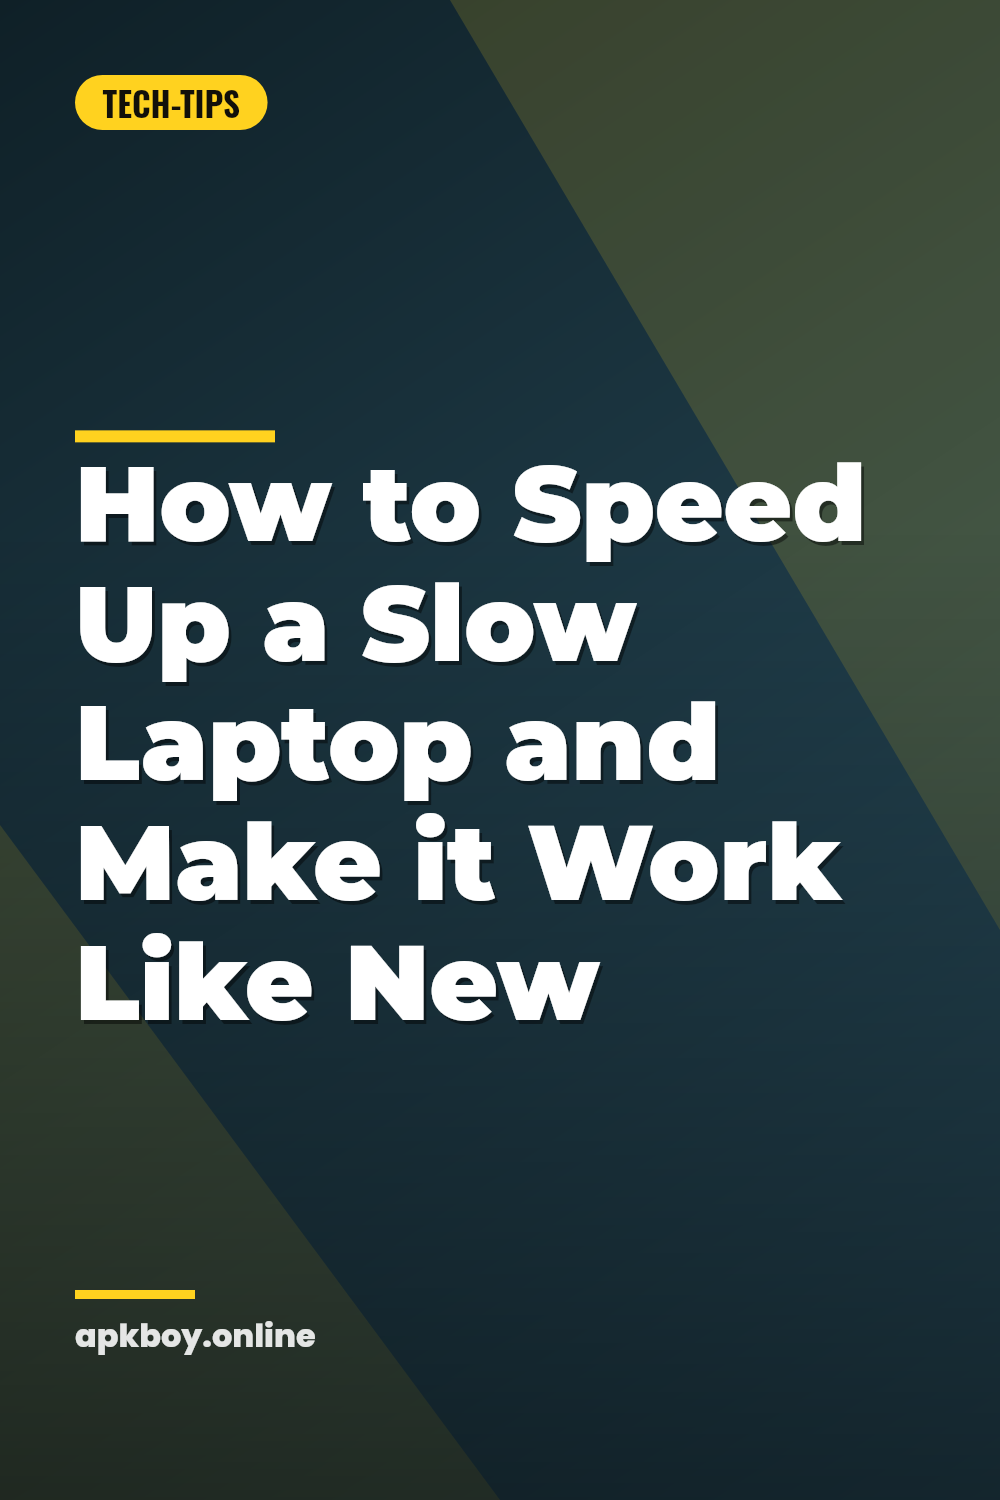 TECH-TIPS
How to Speed
Up a Slow
Laptop and
Make it Work
Like New
apkboy.online